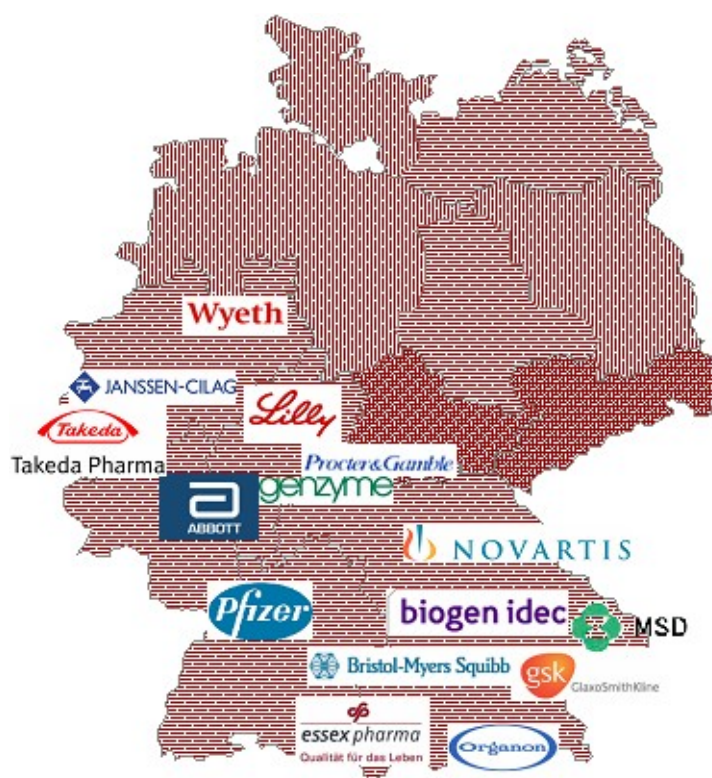 Wyeth
JANSSEN-CILAG
Lilly
Takeda
Takeda Pharma
Procter&Gamble
genzyme
ABBOTT
NOVARTIS
Pfizer
biogen idec
MSD
Bristol-Myers Squibb
gsk
GlaxoSmithKline
essex pharma
Qualität für das Leben
Organon